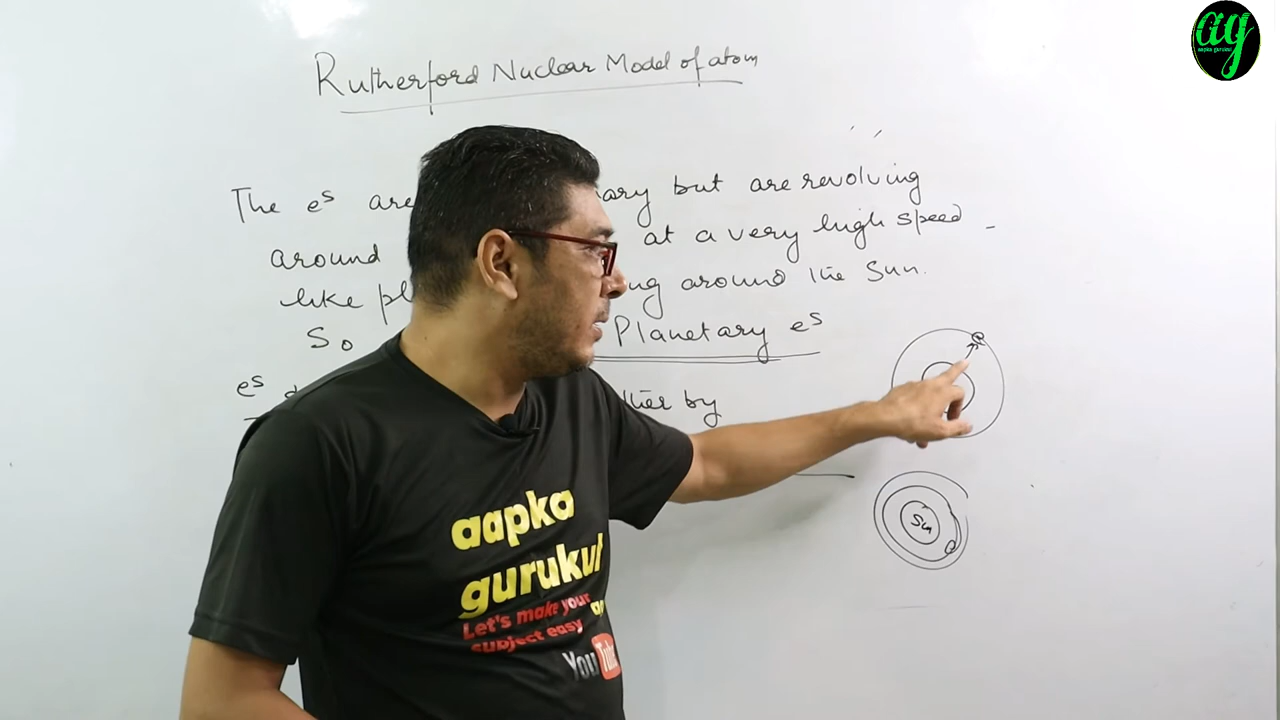 ag
aapka gurukul
Rutherford Nuclear Model of atom
The es are ary but are revolving
around at a very high speed
like pl ng around the Sun.
So Planetary es
es by
e
Sun
aapka
gurukul
Let's make your
subject easy
YouTube